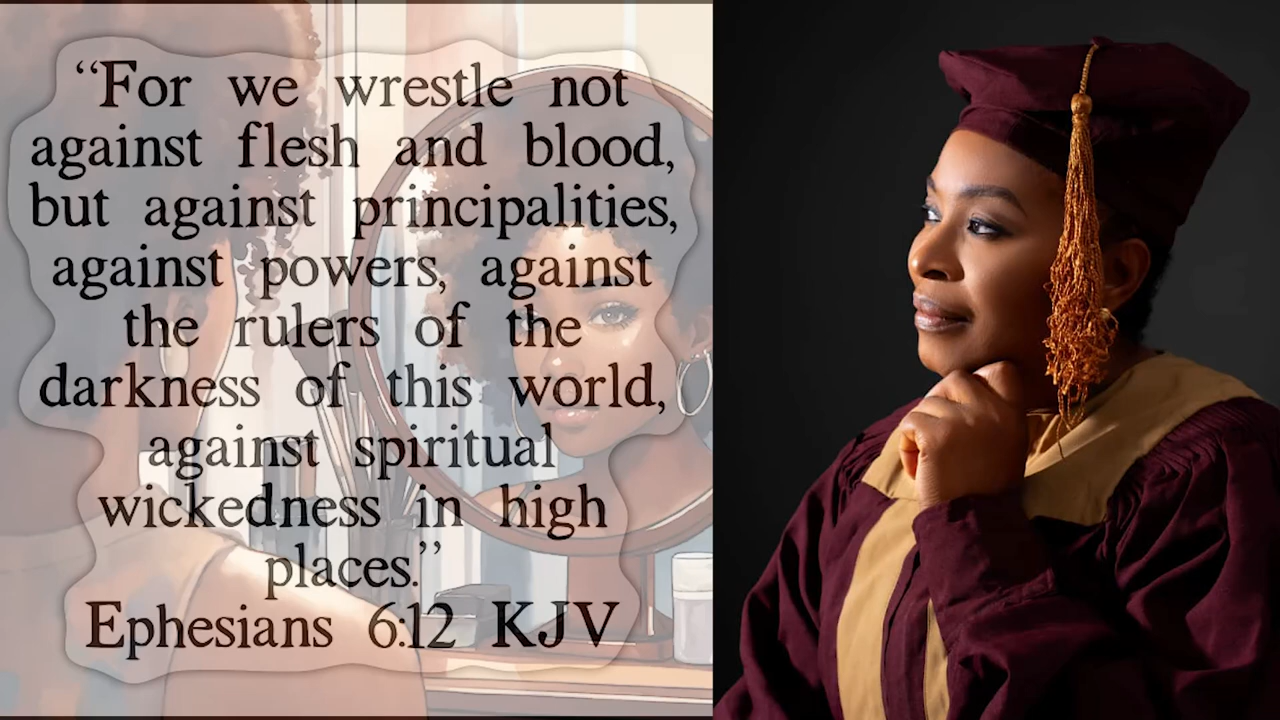 “For we wrestle not
against flesh and blood,
but against principalities,
against powers, against
the rulers of the
darkness of this world,
against spiritual
wickedness in high
places.”
Ephesians 6:12 KJV